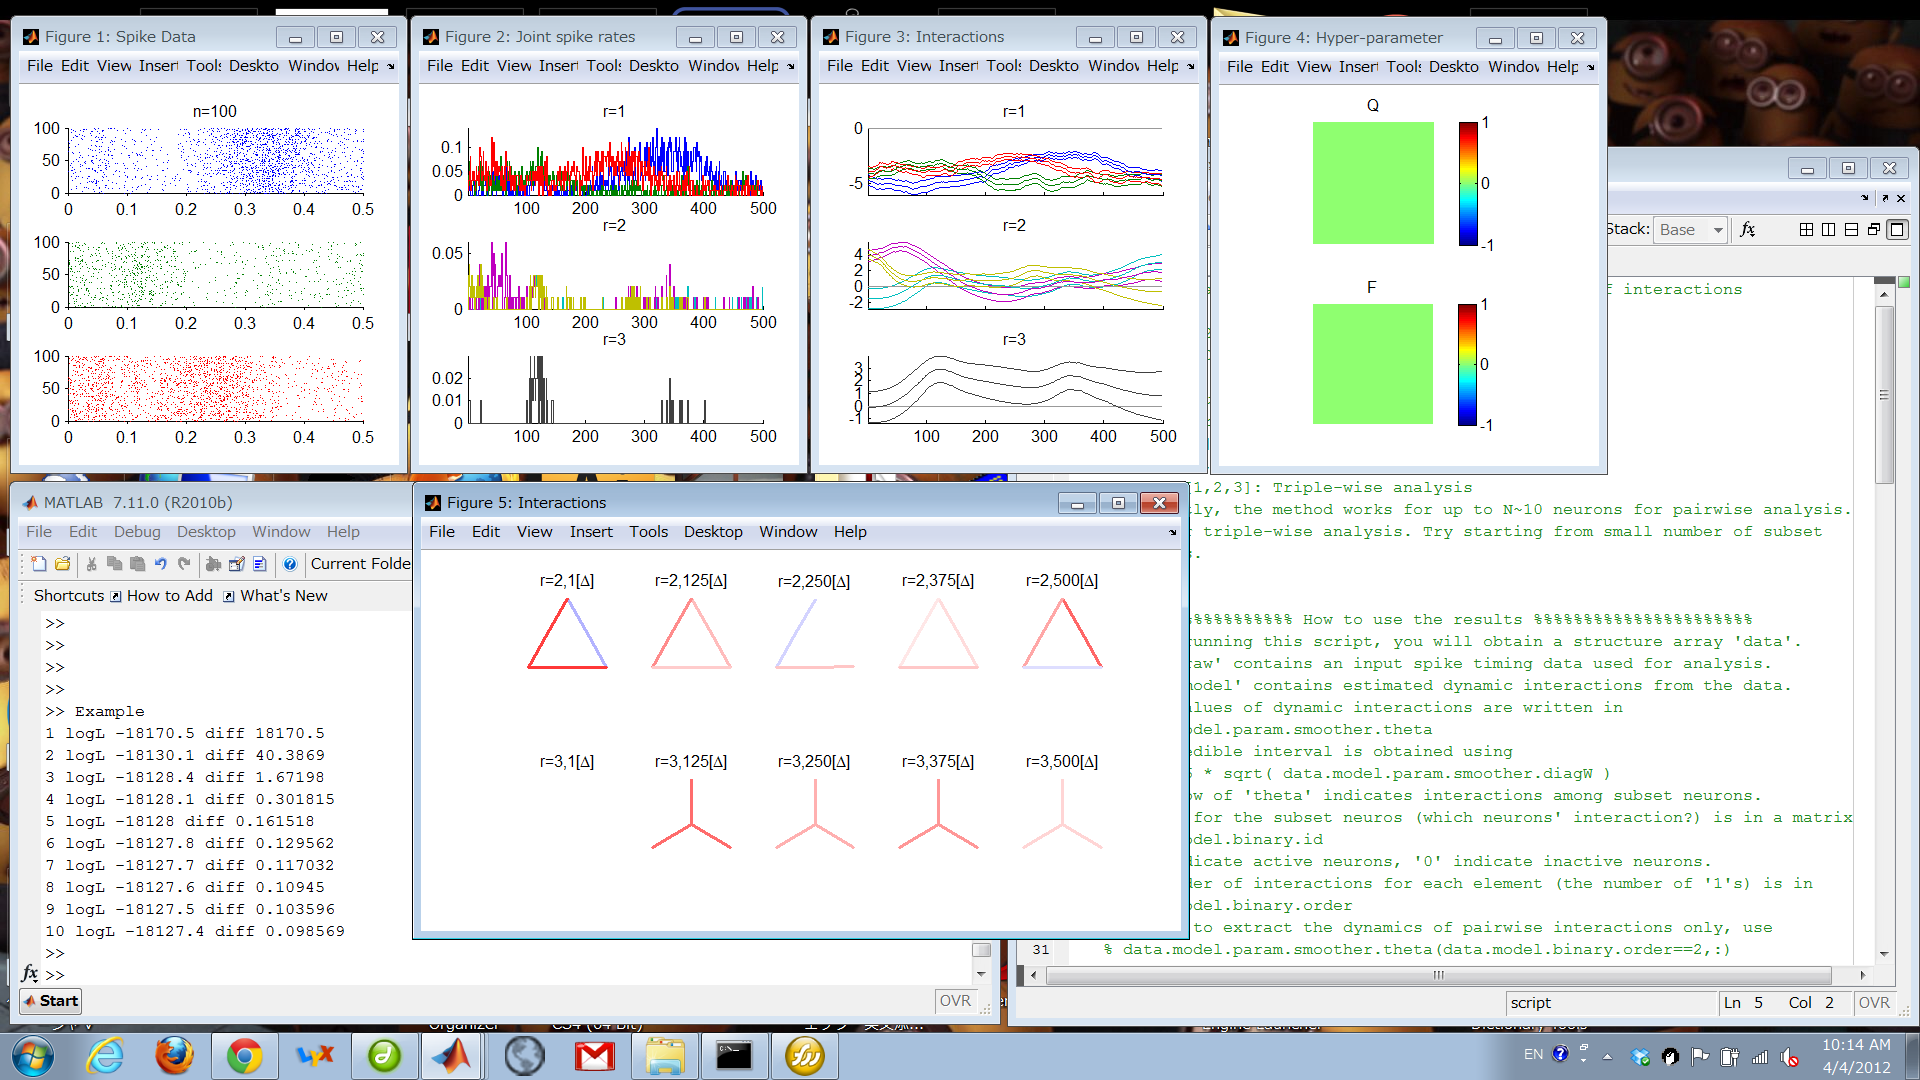 Figure 1: Spike Data
File Edit View Insert Tools Deskto Window Help
n=100
100
50
0
0 0.1 0.2 0.3 0.4 0.5
100
50
0
0 0.1 0.2 0.3 0.4 0.5
100
50
0
0 0.1 0.2 0.3 0.4 0.5
Figure 2: Joint spike rates
File Edit View Insert Tools Deskto Window Help
r=1
0.1
0.05
0
100 200 300 400 500
r=2
0.05
0
100 200 300 400 500
r=3
0.02
0.01
0
100 200 300 400 500
Figure 3: Interactions
File Edit View Insert Tools Deskto Window Help
r=1
0
-5
r=2
4
2
0
-2
r=3
3
2
1
0
-1
100 200 300 400 500
Figure 4: Hyper-parameter
File Edit View Insert Tools Deskto Window Help
Q
1
0
-1
F
1
0
-1
Stack: Base
f interactions
[1,2,3]: Triple-wise analysis
ly, the method works for up to N~10 neurons for pairwise analysis.
r triple-wise analysis. Try starting from small number of subset
s.
%%%%%%%%%% How to use the results %%%%%%%%%%%%%%%%%%%%%%
running this script, you will obtain a structure array 'data'.
raw' contains an input spike timing data used for analysis.
model' contains estimated dynamic interactions from the data.
alues of dynamic interactions are written in
del.param.smoother.theta
edible interval is obtained using
* sqrt( data.model.param.smoother.diagW )
ow of 'theta' indicates interactions among subset neurons.
for the subset neuros (which neurons' interaction?) is in a matrix
del.binary.id
dicate active neurons, '0' indicate inactive neurons.
der of interactions for each element (the number of '1's) is in
del.binary.order
to extract the dynamics of pairwise interactions only, use
31 % data.model.param.smoother.theta(data.model.binary.order==2,:)
script Ln 5 Col 2 OVR
MATLAB 7.11.0 (R2010b)
File Edit Debug Desktop Window Help
Current Folde
Shortcuts How to Add What's New
>>
>>
>>
>>
>> Example
1 logL -18170.5 diff 18170.5
2 logL -18130.1 diff 40.3869
3 logL -18128.4 diff 1.67198
4 logL -18128.1 diff 0.301815
5 logL -18128 diff 0.161518
6 logL -18127.8 diff 0.129562
7 logL -18127.7 diff 0.117032
8 logL -18127.6 diff 0.10945
9 logL -18127.5 diff 0.103596
10 logL -18127.4 diff 0.098569
>>
fx >>
Start OVR
Figure 5: Interactions
File Edit View Insert Tools Desktop Window Help
r=2,1[Δ] r=2,125[Δ] r=2,250[Δ] r=2,375[Δ] r=2,500[Δ]
r=3,1[Δ] r=3,125[Δ] r=3,250[Δ] r=3,375[Δ] r=3,500[Δ]
EN
10:14 AM
4/4/2012